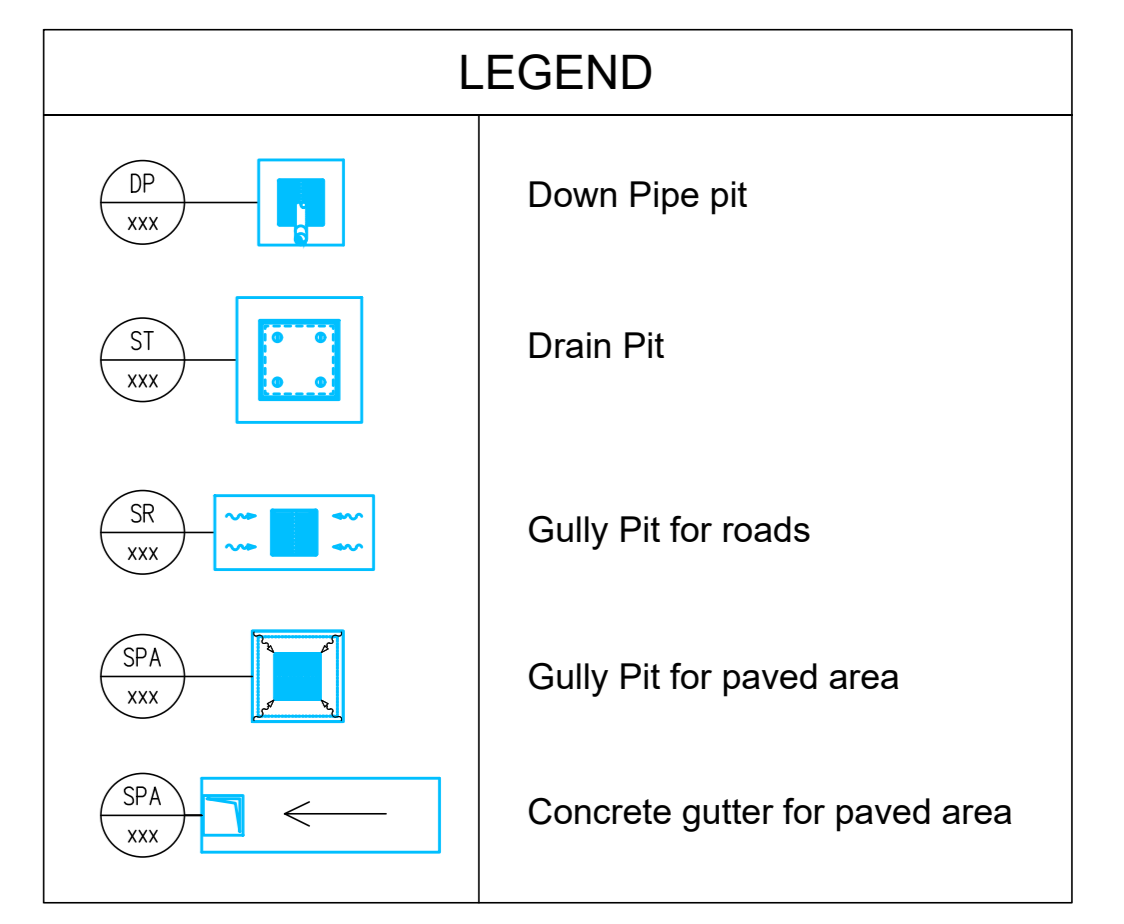 LEGEND
DP
xxx
Down Pipe pit
ST
xxx
Drain Pit
SR
xxx
Gully Pit for roads
SPA
xxx
Gully Pit for paved area
SPA
xxx
Concrete gutter for paved area